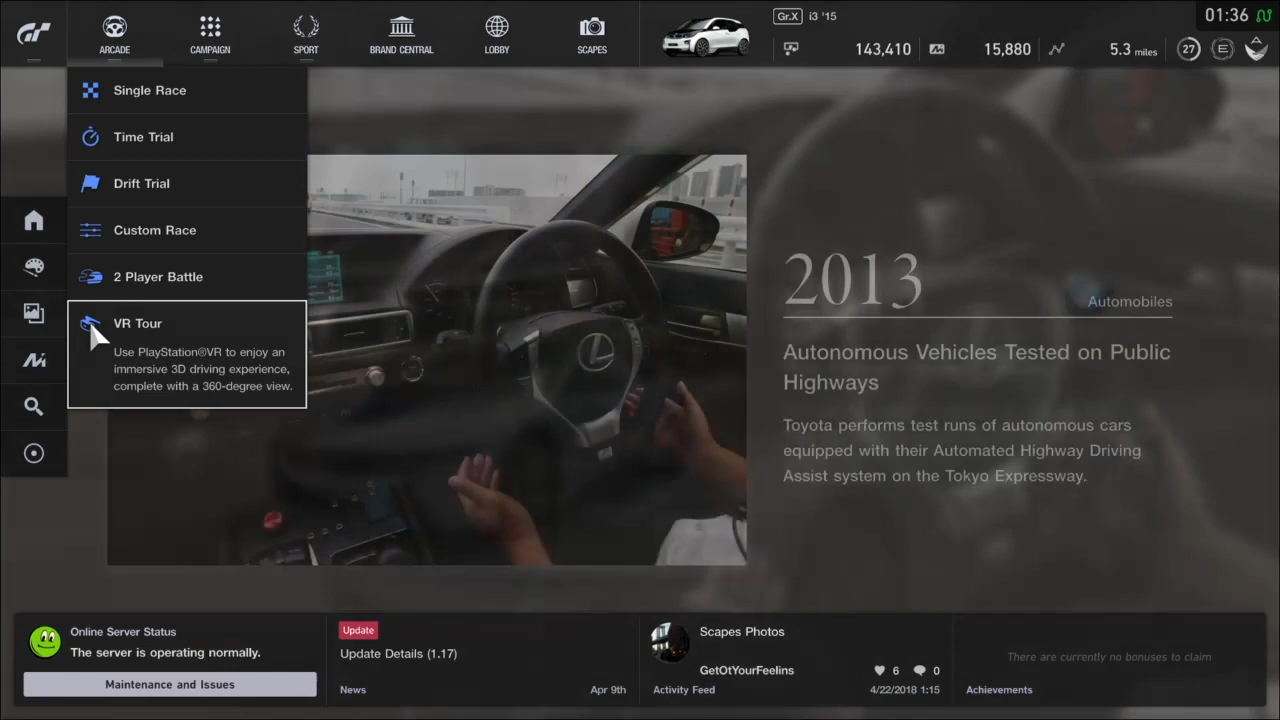 ARCADE
CAMPAIGN
SPORT
BRAND CENTRAL
LOBBY
SCAPES
Gr.X i3 '15
143,410
15,880
5.3 miles
27
E
01:36
Single Race
Time Trial
Drift Trial
Custom Race
2 Player Battle
VR Tour
Use PlayStation®VR to enjoy an
immersive 3D driving experience,
complete with a 360-degree view.
2013
Automobiles
Autonomous Vehicles Tested on Public
Highways
Toyota performs test runs of autonomous cars
equipped with their Automated Highway Driving
Assist system on the Tokyo Expressway.
Online Server Status
The server is operating normally.
Maintenance and Issues
Update
Update Details (1.17)
News
Apr 9th
Scapes Photos
GetOtYourFeelins
6
0
Activity Feed
4/22/2018 1:15
There are currently no bonuses to claim
Achievements